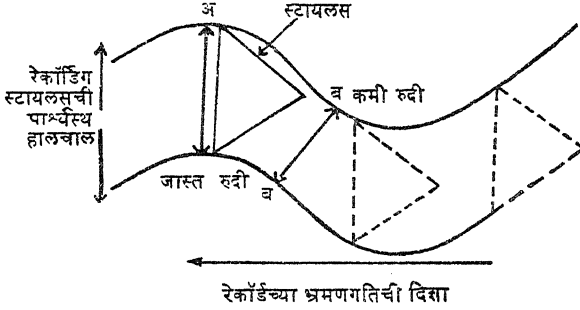 अ
स्टायलस
रेकॉर्डिंग
स्टायलसची
पार्श्वस्थ
हालचाल
ब कमी रुदी
जास्त रुदी
ब
रेकॉर्डच्या भ्रमणगतिची दिशा